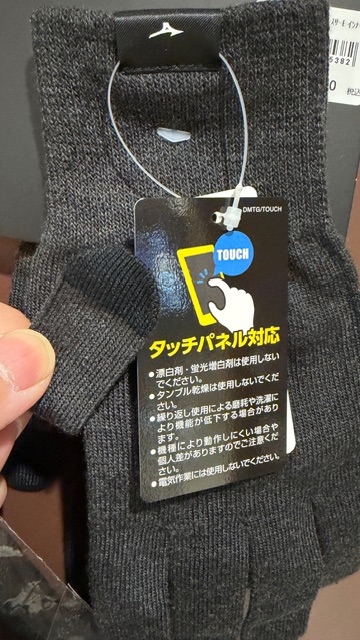 5382
0 税込
DMTG/TOUCH
TOUCH
タッチパネル対応
●漂白剤・蛍光増白剤は使用しない
でください。
●タンブル乾燥は使用しないでくだ
さい。
●繰り返し使用による磨耗や洗濯に
より機能が低下する場合があり
ます。
●機種により動作しにくい場合や
個人差がありますのでご注意くだ
さい。
●電気作業には使用しないでください。